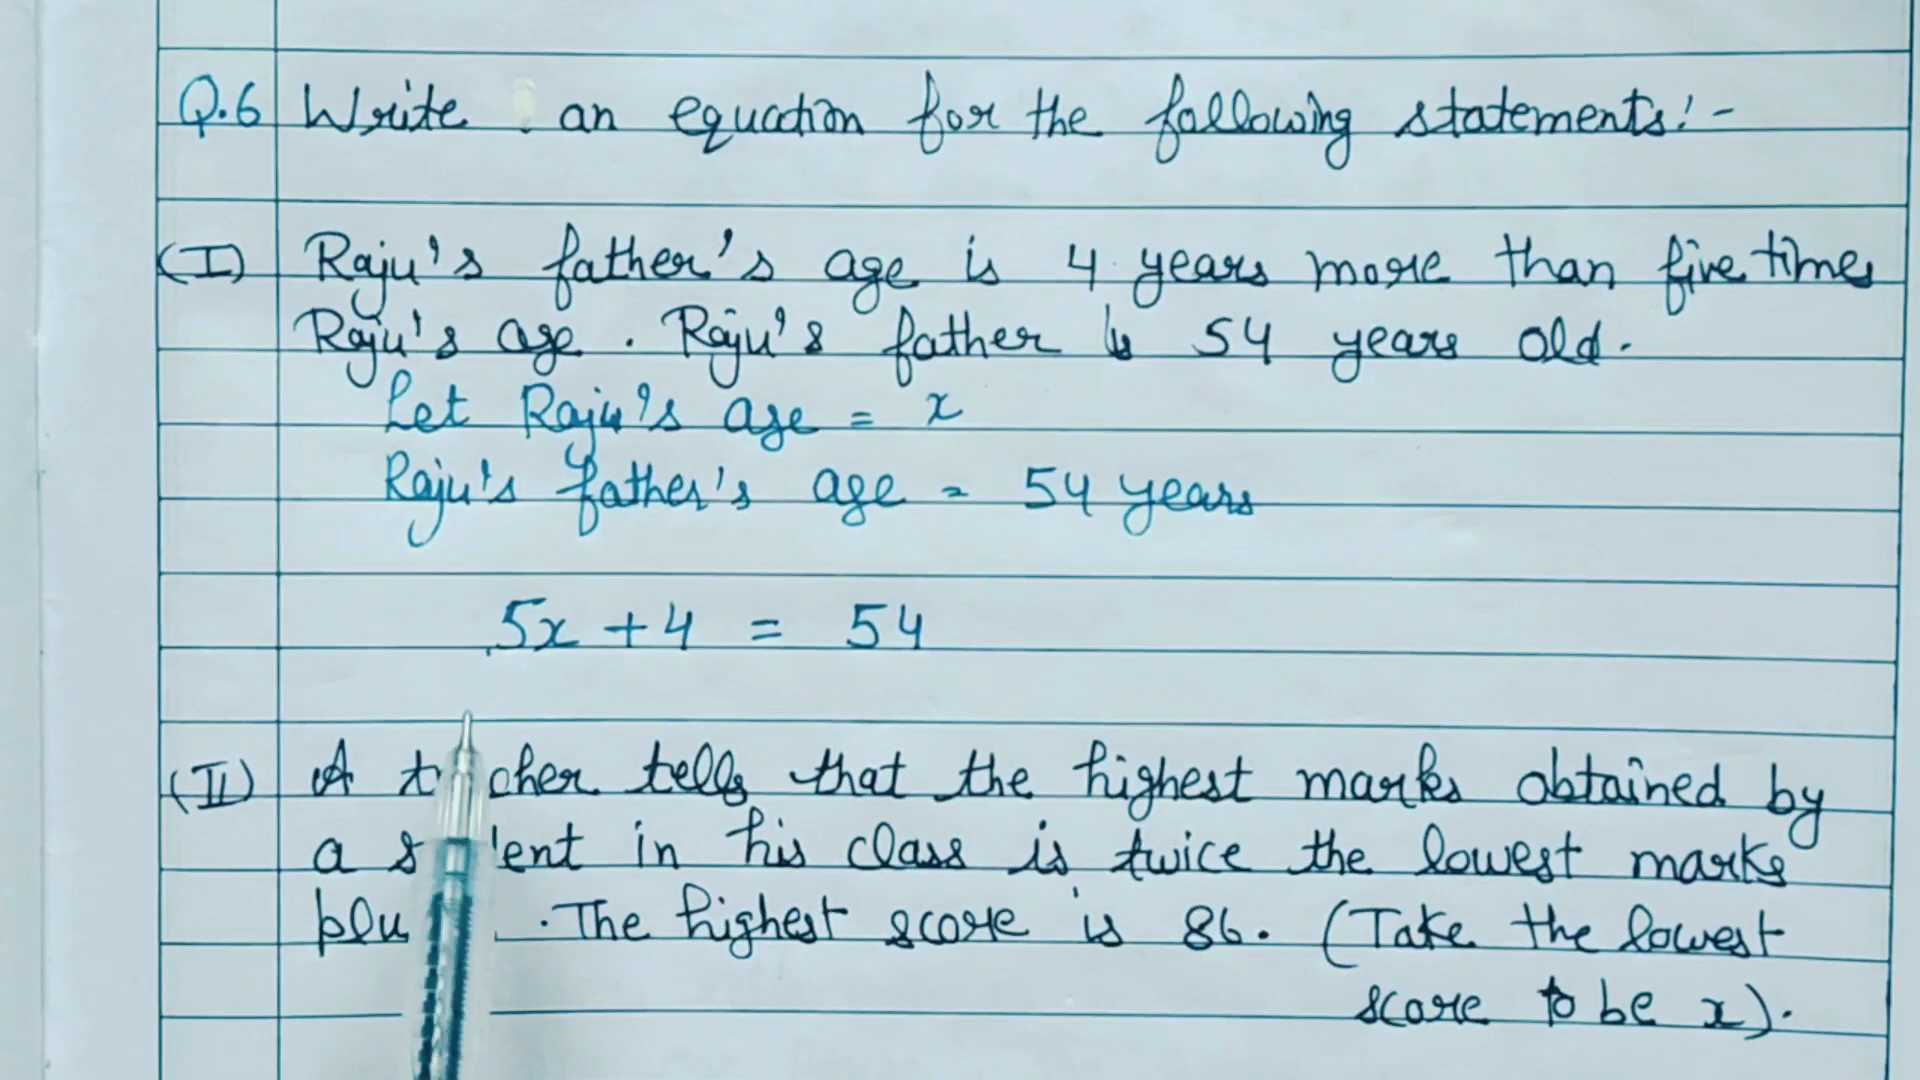 Q.6 Write an equation for the following statements:-
(I) Raju's father's age is 4 years more than five times
Raju's age. Raju's father is 54 years old.
Let Raju's age = x
Raju's father's age = 54 years
5x + 4 = 54
(II) A tells that the highest marks obtained by
a in his class is twice the lowest marks
. The highest score is 86. (Take the lowest
score to be x).